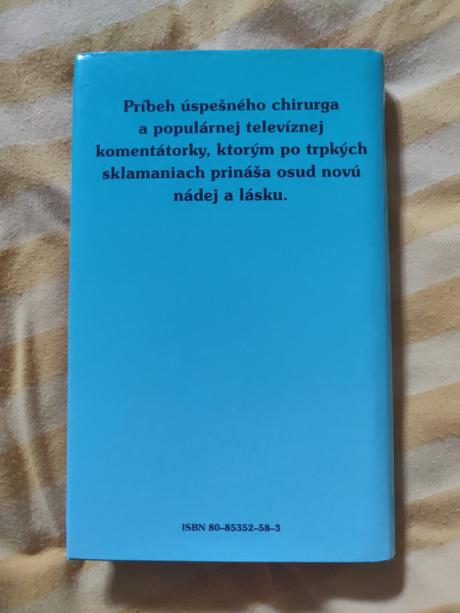 Príbeh úspešného chirurga
a populárnej televíznej
komentátorky, ktorým po trpkých
sklamaniach prináša osud novú
nádej a lásku.
ISBN 80–85352–58–3